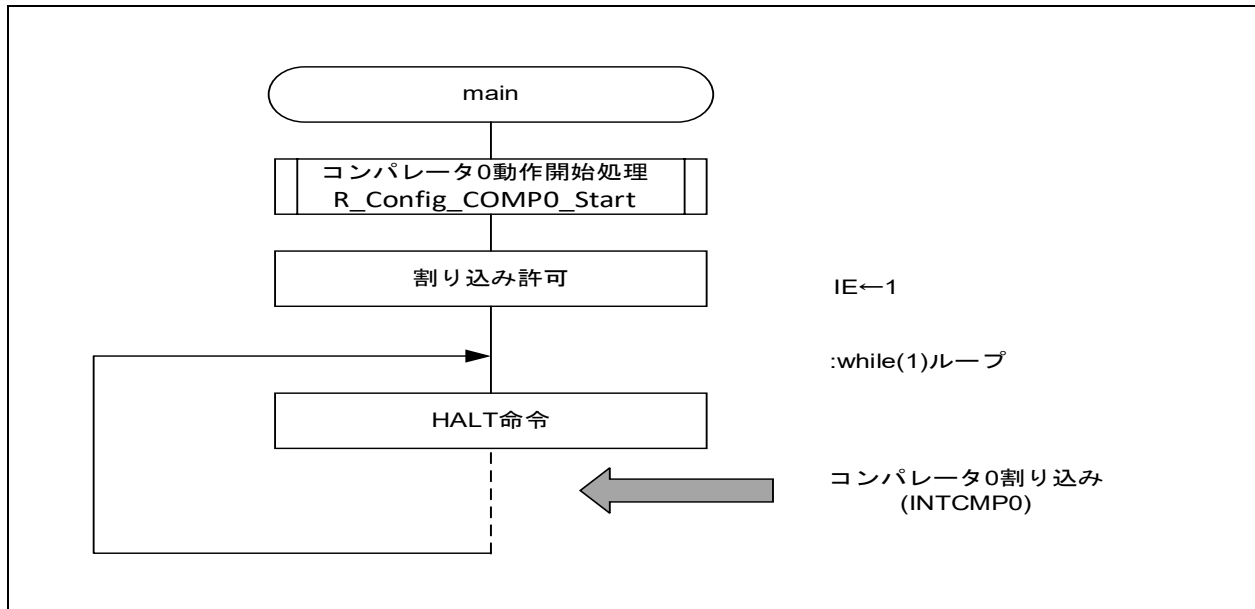 main
コンパレータ0動作開始処理
R_Config_COMP0_Start
割り込み許可
IE←1
:while(1)ループ
HALT命令
コンパレータ0割り込み
(INTCMP0)